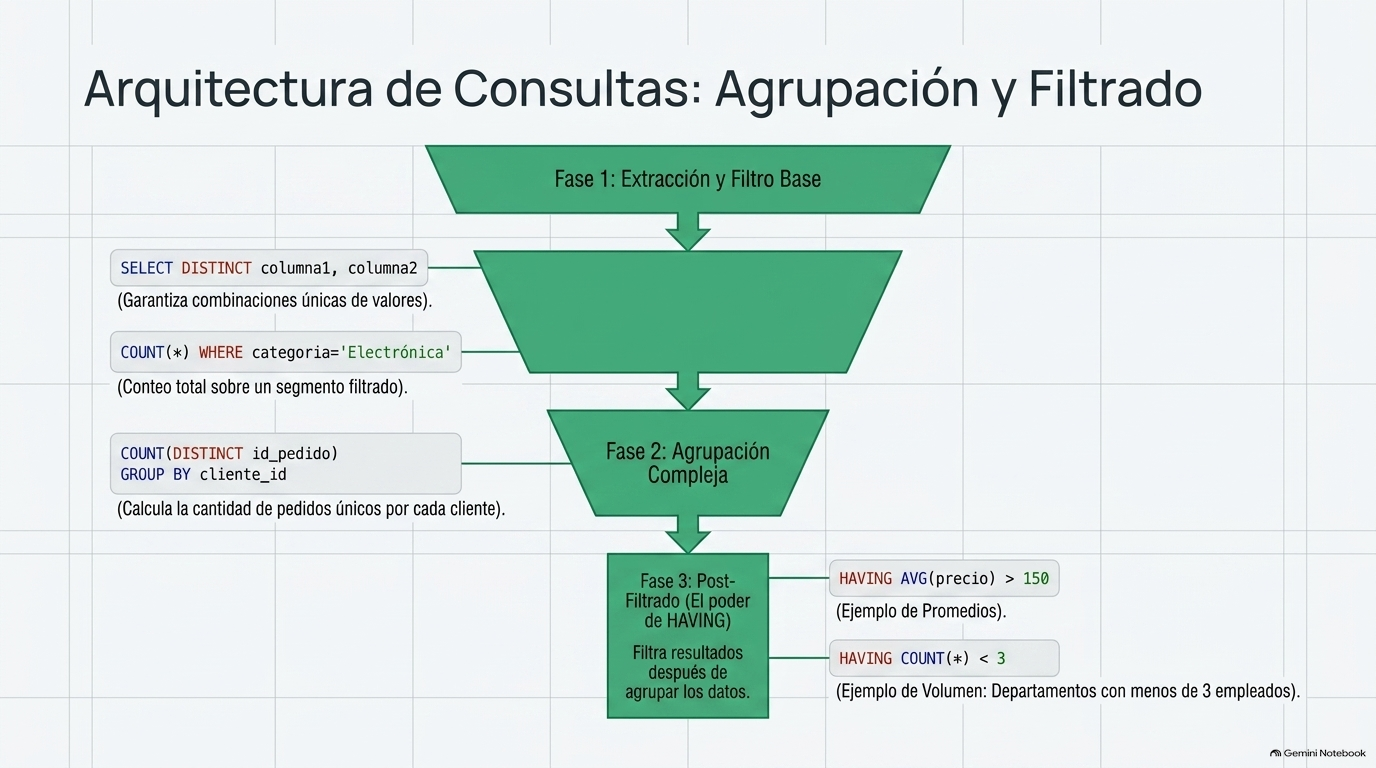 Arquitectura de Consultas: Agrupación y Filtrado
Fase 1: Extracción y Filtro Base
SELECT DISTINCT columna1, columna2
(Garantiza combinaciones únicas de valores).
COUNT(*) WHERE categoria='Electrónica'
(Conteo total sobre un segmento filtrado).
Fase 2: Agrupación
Compleja
COUNT(DISTINCT id_pedido)
GROUP BY cliente_id
(Calcula la cantidad de pedidos únicos por cada cliente).
Fase 3: Post-
Filtrado (El poder
de HAVING)
Filtra resultados
después de
agrupar los datos.
HAVING AVG(precio) > 150
(Ejemplo de Promedios).
HAVING COUNT(*) < 3
(Ejemplo de Volumen: Departamentos con menos de 3 empleados).
Gemini Notebook